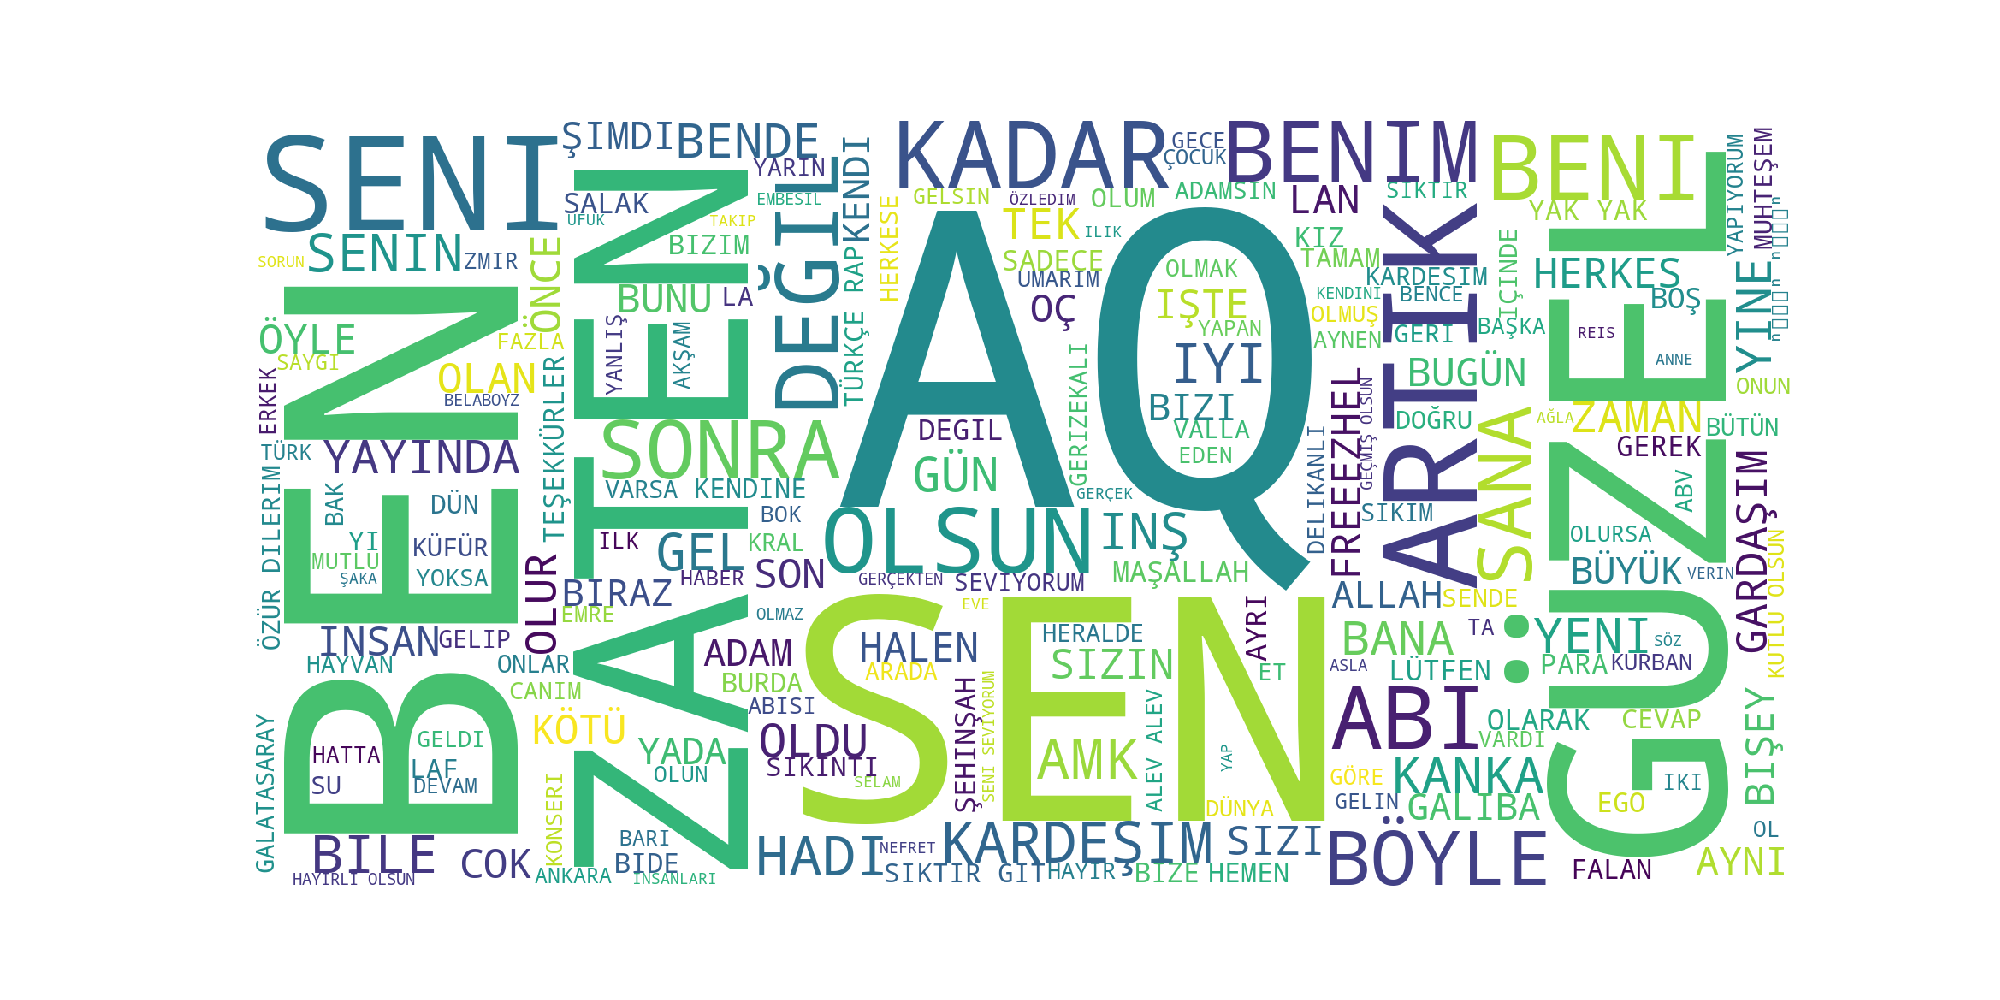 SENI
ŞIMDI
BENDE
YARIN
SALAK
UFUK
EMBESIL
TAKIP
BIZIM
SENIN
ZMIR
SORUN
ÖNCE
BUNU
LA
DEĞIL
KENDI
TÜRKÇE RAP
HERKESE
KADAR
GECE
ÇOCUK
BENIM
GELSIN
ÖZLEDIM
OLUM
ADAMSIN
LAN
SIKTIR
TEK
ILIK
KIZ
SADECE
TAMAM
UMARIM
OLMAK
KARDESIM
BENI
YAK YAK
YAPIYORUM
MUHTEŞEM
IÇINDE
HERKES
BOŞ
YINE
OÇ
IŞTE
YAPAN
KENDINI
OLMUŞ
BENCE
GERI
BAŞKA
REIS
AYNEN
IYI
BIZI
VALLA
EDEN
GERIZEKALI
GERÇEK
AQ
DEGIL
GÜN
ARTIK
BUGÜN
ANNE
ONUN
DOĞRU
AĞLA
ZAMAN
BÜTÜN
GEREK
FREEEZHEL
GEÇMIŞ OLSUN
DELIKANLI
SIKIM
SANA
GÜZEL
ABV
GARDAŞIM
KUTLU OLSUN
OLURSA
BÜYÜK
VERIN
ÖYLE
SAYGI
ERKEK
TÜRK
BEN
OLAN
BELABOYZ
FAZLA
YANLIŞ
AKŞAM
ZATEN
TEŞEKKÜRLER
YAYINDA
SONRA
VARSA
KENDINE
BOK
KRAL
ÖZÜR DILERIM
BAK
DÜN
YI
KÜFÜR
MUTLU
ŞAKA
YOKSA
ILK
GEL
HABER
SON
OLUR
BIRAZ
EMRE
OLMAZ
OLSUN
INŞ
GERÇEKTEN
SEVIYORUM
MAŞALLAH
EVE
ALLAH
SENDE
INSAN
GELIP
HAYVAN
ONLAR
CANIM
ADAM
BURDA
ABISI
HALEN
ARADA
SEN
HERALDE
SIZIN
AYRI
ET
BANA
TA
ASLA
LÜTFEN
YENI
SÖZ
PARA
KURBAN
GALATASARAY
HATTA
SU
GELDI
LAF
DEVAM
KÖTÜ
YADA
OLUN
OLDU
SIKINTI
SELAM
ŞEHINŞAH
SENI SEVIYORUM
AMK
ALEV ALEV
YAP
DÜNYA
ABI
OLARAK
VARDI
CEVAP
GÖRE
KANKA
GELIN
GALIBA
EGO
IKI
BIŞEY
OL
BILE
HAYIRLI OLSUN
COK
KONSERI
ANKARA
BARI
BIDE
INSANLARI
HADI
NEFRET
KARDEŞIM
SIKTIR GIT
HAYIR
BIZE
HEMEN
SIZI
BÖYLE
FALAN
AYNI